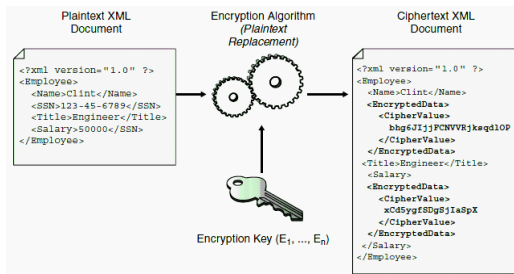 Plaintext XML
Document
<?xml version="1.0" ?>
<Employee>
<Name>Clint</Name>
<SSN>123-45-6789</SSN>
<Title>Engineer</Title>
<Salary>50000</SSN>
</Employee>
Encryption Algorithm
(Plaintext
Replacement)
Encryption Key (E1, ..., En)
Ciphertext XML
Document
<?xml version="1.0" ?>
<Employee>
<Name>Clint</Name>
<EncryptedData>
<CipherValue>
bhg6JIjjFCNVVRjksqdlOP
</CipherValue>
</EncryptedData>
<Title>Engineer</Title>
<Salary>
<EncryptedData>
<CipherValue>
xCd5ygfSDgSjIaSpX
</CipherValue>
</EncryptedData>
</Salary>
</Employee>